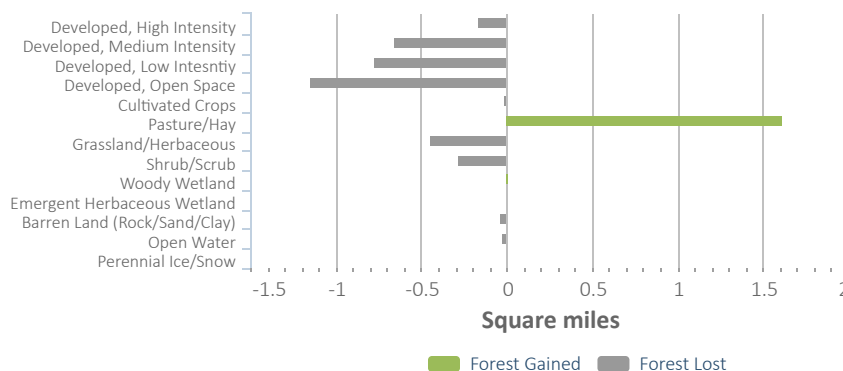 Developed, High Intensity
Developed, Medium Intensity
Developed, Low Intesntiy
Developed, Open Space
Cultivated Crops
Pasture/Hay
Grassland/Herbaceous
Shrub/Scrub
Woody Wetland
Emergent Herbaceous Wetland
Barren Land (Rock/Sand/Clay)
Open Water
Perennial Ice/Snow
-1.5 -1 -0.5 0 0.5 1 1.5
Square miles
Forest Gained Forest Lost